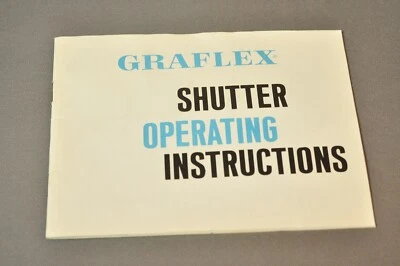 GRAFLEX
SHUTTER
OPERATING
INSTRUCTIONS